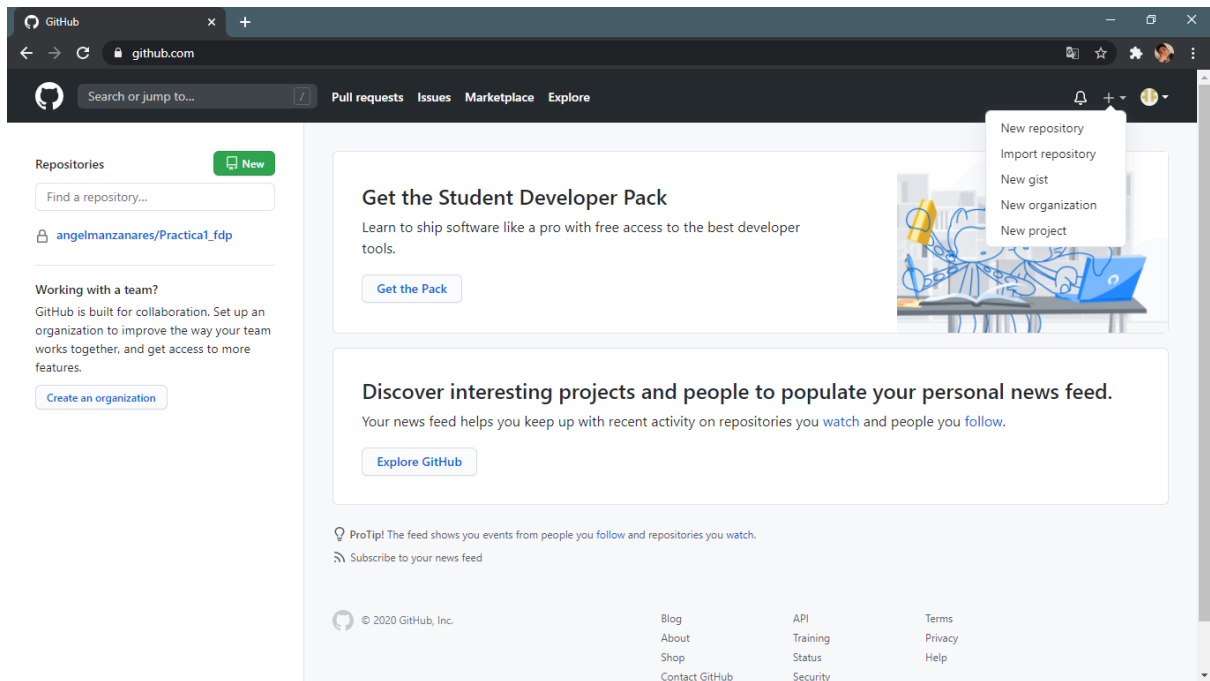 GitHub
github.com
Search or jump to...
/
Pull requests Issues Marketplace Explore
New repository
Import repository
New gist
New organization
New project
Repositories
New
Find a repository...
angelmanzanares/Practica1_fdp
Working with a team?
GitHub is built for collaboration. Set up an
organization to improve the way your team
works together, and get access to more
features.
Create an organization
Get the Student Developer Pack
Learn to ship software like a pro with free access to the best developer
tools.
Get the Pack
Discover interesting projects and people to populate your personal news feed.
Your news feed helps you keep up with recent activity on repositories you watch and people you follow.
Explore GitHub
ProTip! The feed shows you events from people you follow and repositories you watch.
Subscribe to your news feed
© 2020 GitHub, Inc.
Blog
About
Shop
Contact GitHub
API
Training
Status
Security
Terms
Privacy
Help